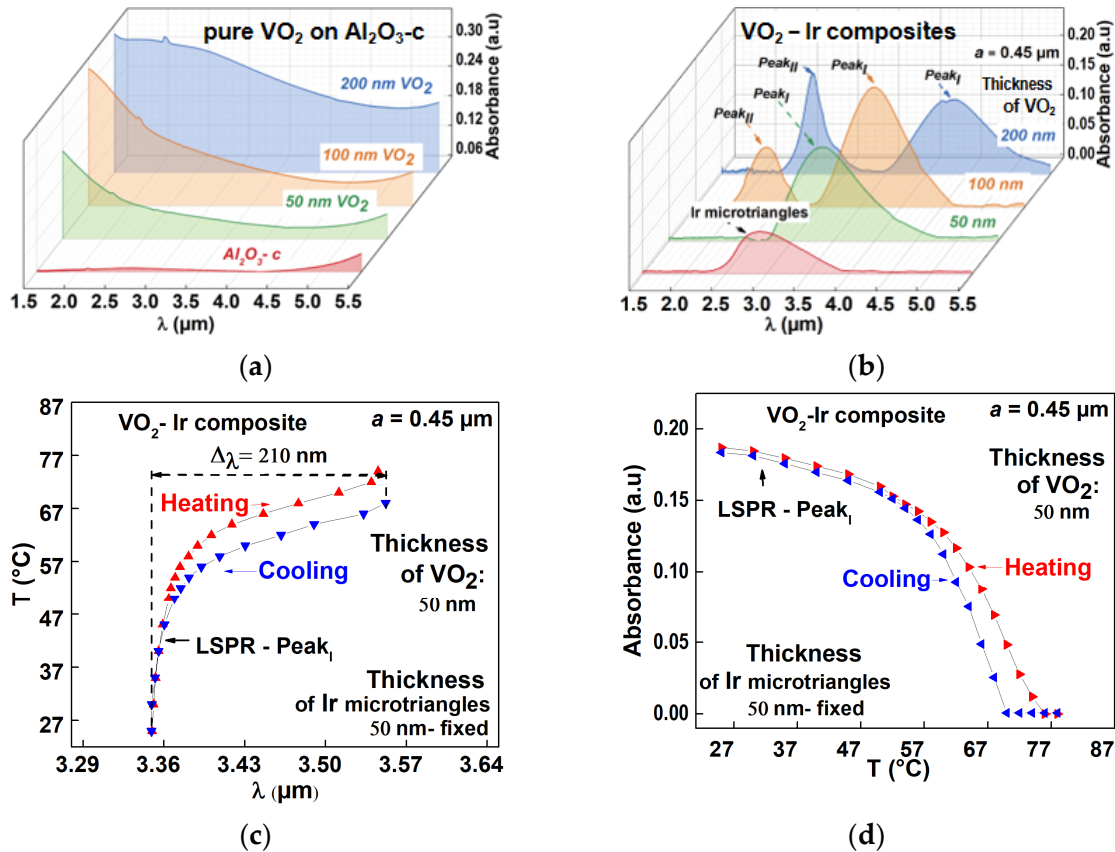 pure VO₂ on Al₂O₃-c
0.30
0.24
0.18
0.12
0.06
Absorbance (a.u)
200 nm VO₂
100 nm VO₂
50 nm VO₂
Al₂O₃- c
1.5 2.0 2.5 3.0 3.5 4.0 4.5 5.0 5.5
λ (µm)
(a)
VO₂ – Ir composites
a = 0.45 µm
0.20
0.15
0.10
0.05
0.00
Absorbance (a.u)
Thickness
of VO₂
Peak_II
Peak_I
Peak_I
Peak_II
Peak_I
200 nm
100 nm
50 nm
Ir microtriangles
1.5 2.0 2.5 3.0 3.5 4.0 4.5 5.0 5.5
λ (µm)
(b)
87
77
67
57
47
37
27
T (°C)
VO₂- Ir composite
a = 0.45 µm
Δλ= 210 nm
Heating
Cooling
Thickness
of VO₂:
50 nm
LSPR - Peak_I
Thickness
of Ir microtriangles
50 nm- fixed
3.29 3.36 3.43 3.50 3.57 3.64
λ (µm)
(c)
0.20
0.15
0.10
0.05
0.00
Absorbance (a.u)
VO₂-Ir composite
a = 0.45 µm
Thickness
of VO₂:
50 nm
LSPR - Peak_I
Heating
Cooling
Thickness
of Ir microtriangles
50 nm- fixed
27 37 47 57 67 77 87
T (°C)
(d)